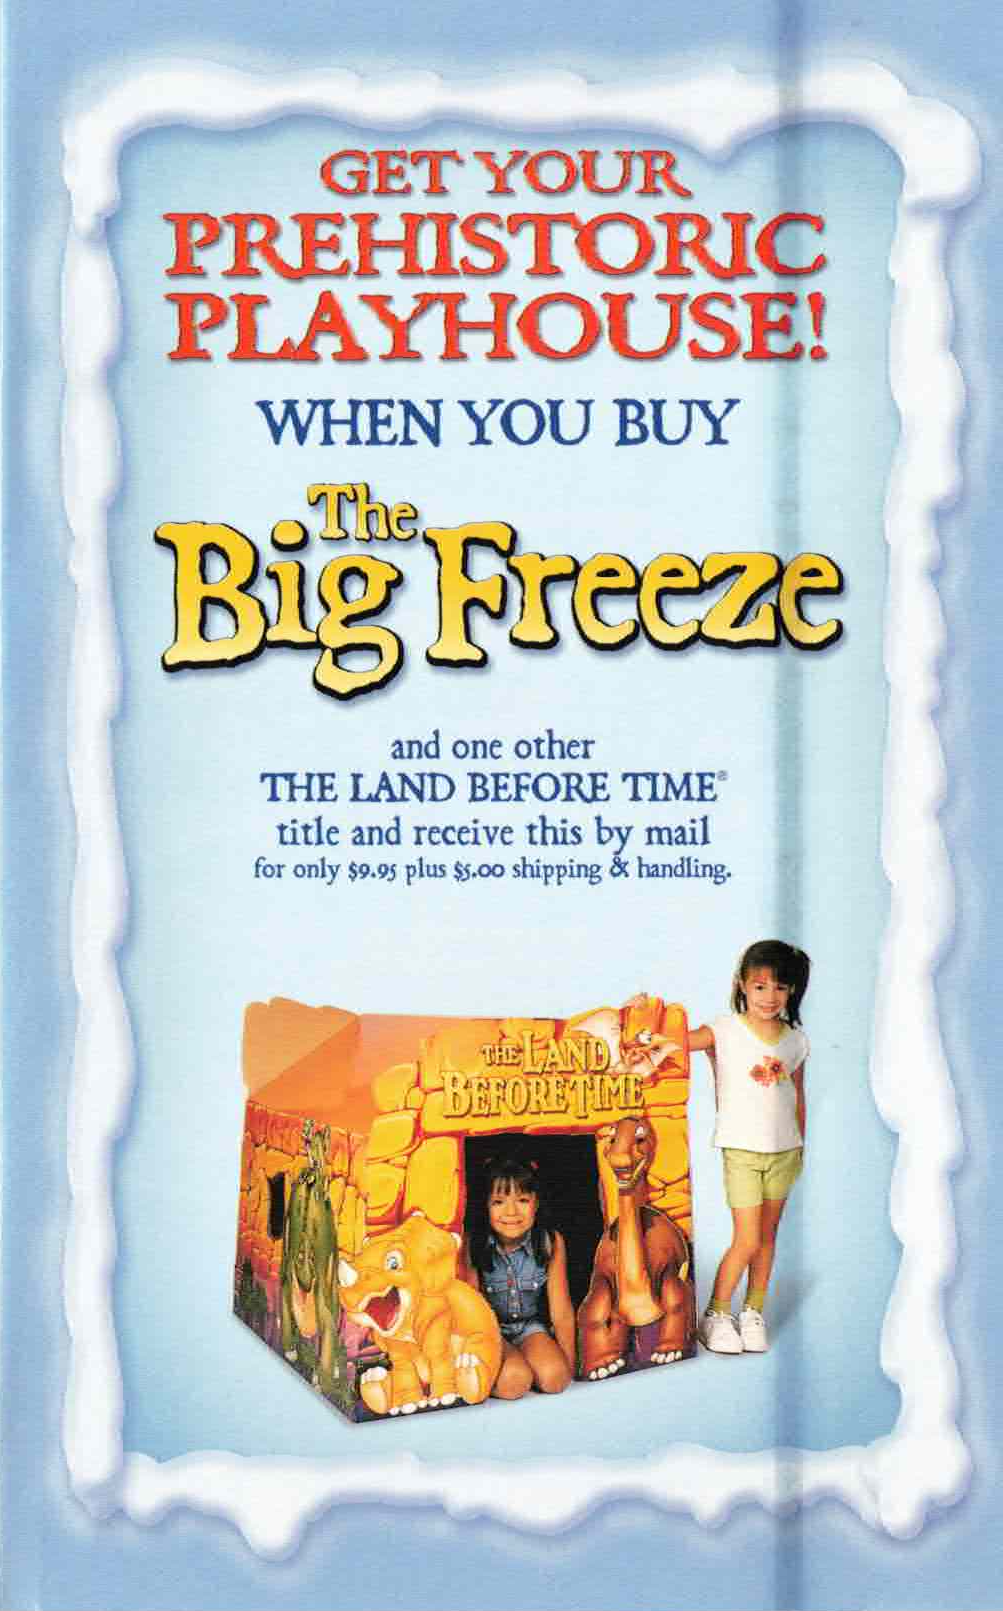 GET YOUR
PREHISTORIC
PLAYHOUSE!
WHEN YOU BUY
The
Big Freeze
and one other
THE LAND BEFORE TIME®
title and receive this by mail
for only $9.95 plus $5.00 shipping & handling.
THE LAND
BEFORE TIME